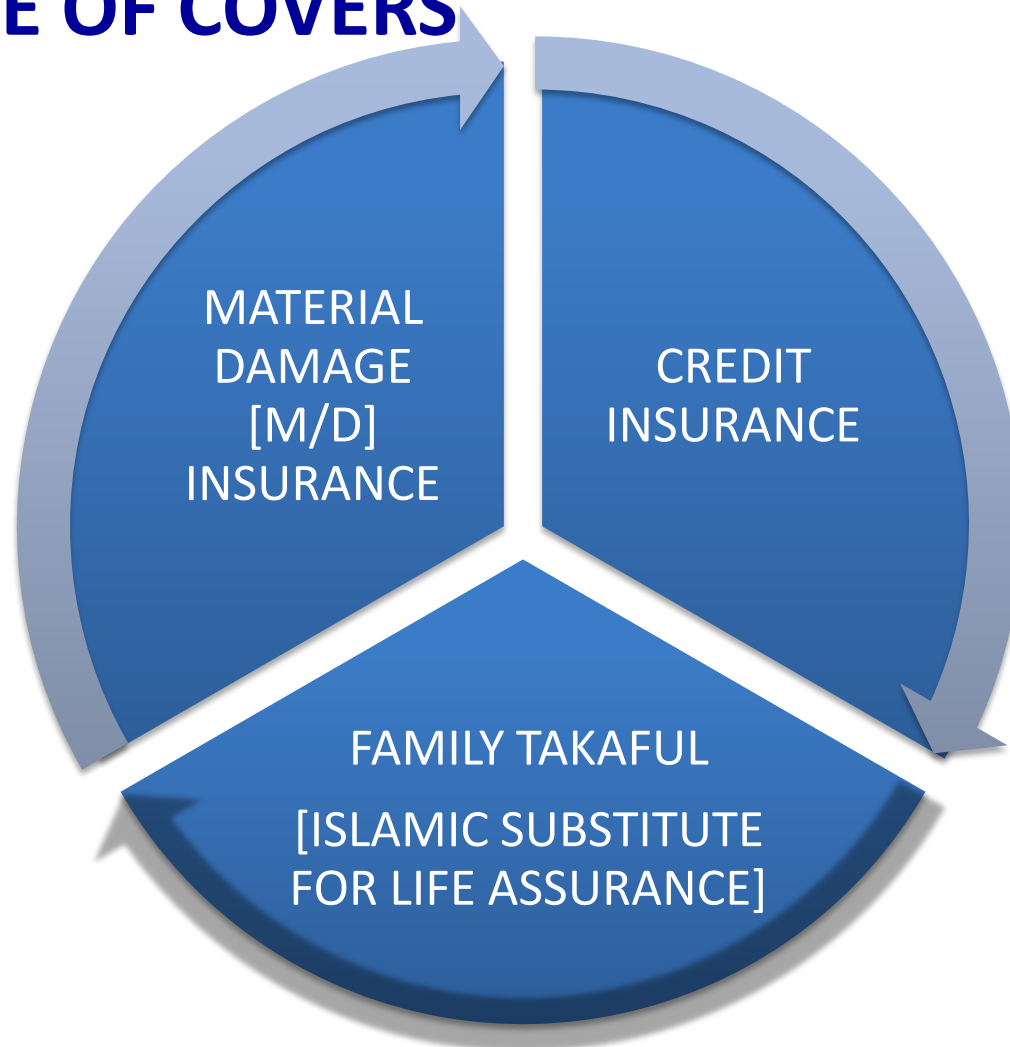 E OF COVERS
MATERIAL
DAMAGE
[M/D]
INSURANCE
CREDIT
INSURANCE
FAMILY TAKAFUL
[ISLAMIC SUBSTITUTE
FOR LIFE ASSURANCE]